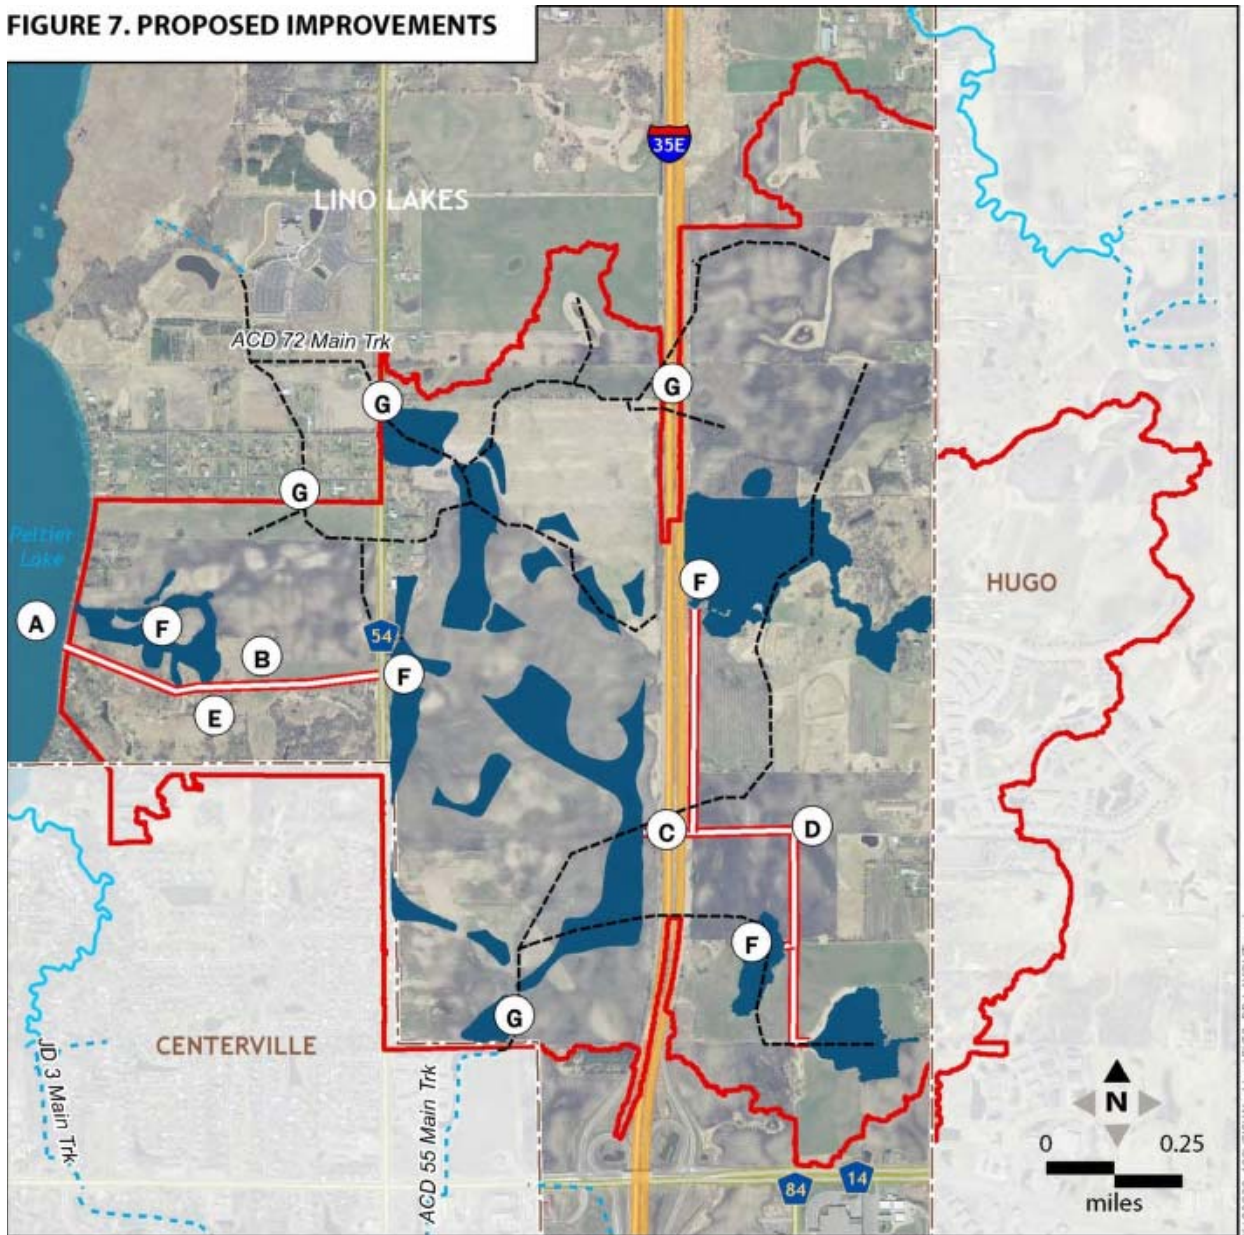 FIGURE 7. PROPOSED IMPROVEMENTS
35E
LINO LAKES
ACD 72 Main Trk
G
G
G
Peltier
Lake
F
HUGO
A
F
54
B
F
E
C
D
F
G
CENTERVILLE
JD 3 Main Trk
ACD 55 Main Trk
N
0 0.25
miles
84
14